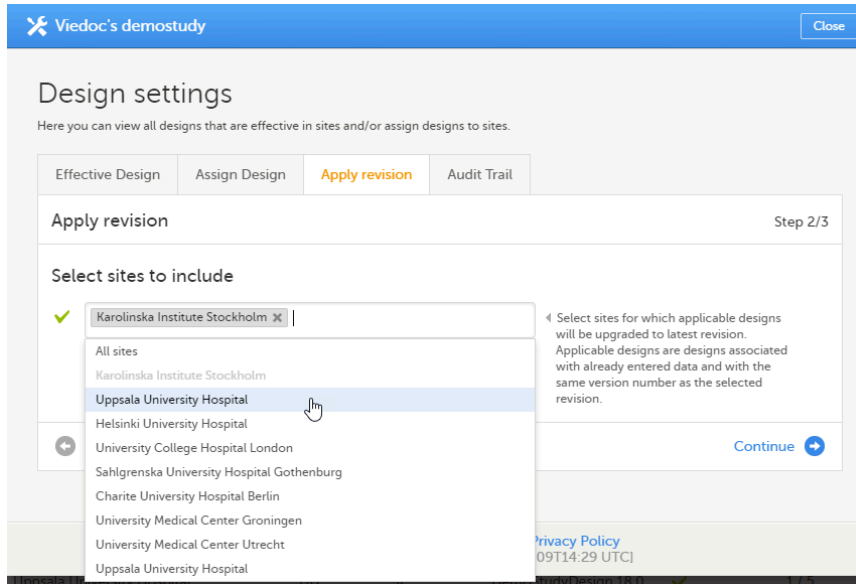 Viedoc's demostudy
Close
Design settings
Here you can view all designs that are effective in sites and/or assign designs to sites.
Effective Design
Assign Design
Apply revision
Audit Trail
Apply revision
Step 2/3
Select sites to include
Karolinska Institute Stockholm
Select sites for which applicable designs
will be upgraded to latest revision.
Applicable designs are designs associated
with already entered data and with the
same version number as the selected
revision.
All sites
Karolinska Institute Stockholm
Uppsala University Hospital
Helsinki University Hospital
University College Hospital London
Sahlgrenska University Hospital Gothenburg
Charite University Hospital Berlin
University Medical Center Groningen
University Medical Center Utrecht
Uppsala University Hospital
Continue
Privacy Policy
09T14:29 UTC]